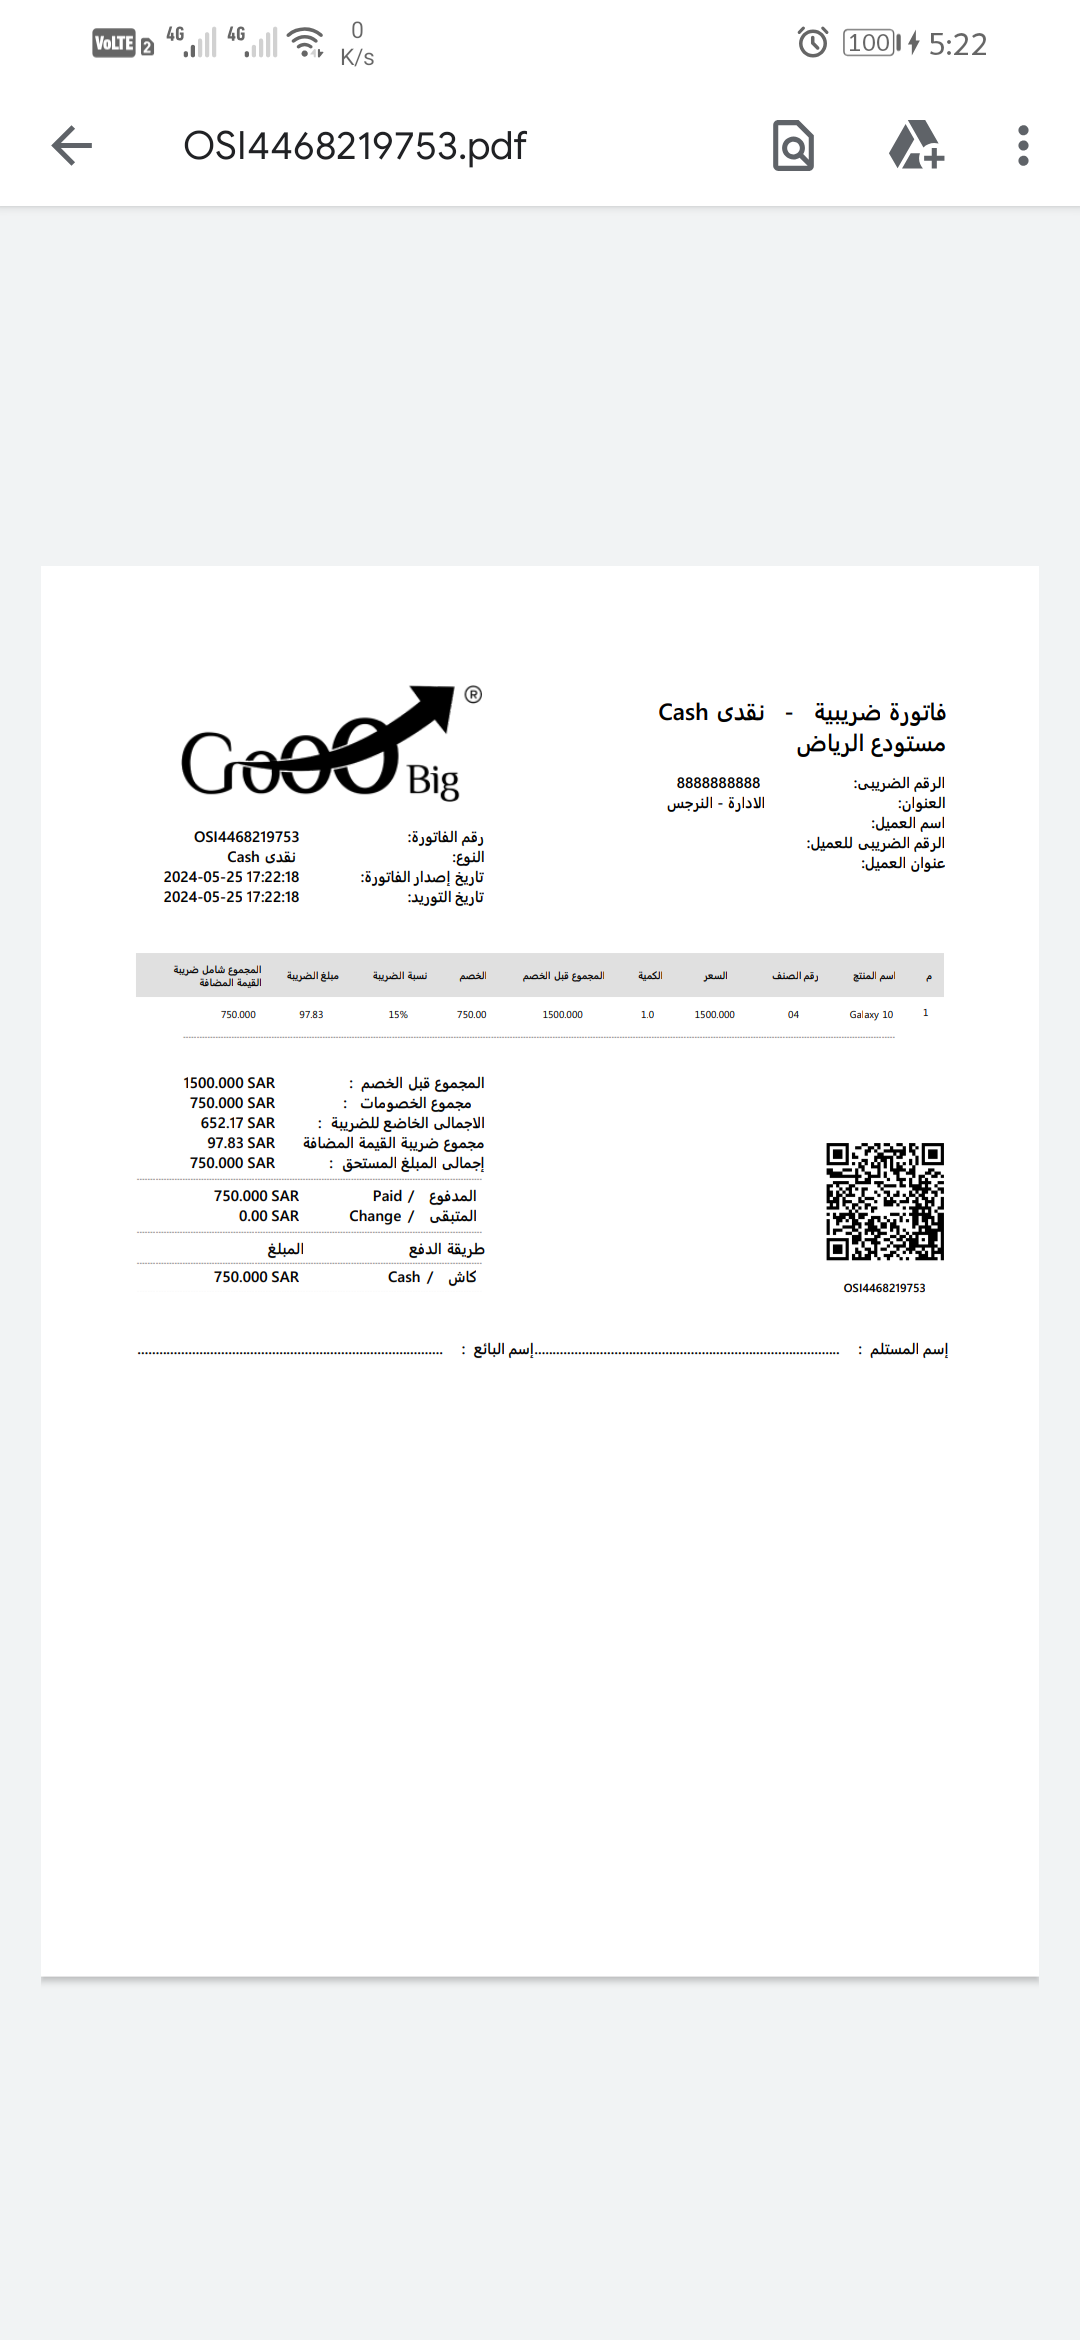 VoLTE 2 4G 4G 0 K/s 100 5:22
OSI4468219753.pdf
GoOO Big ®
فاتورة ضريبية - نقدى Cash
مستودع الرياض
الرقم الضريبى: 8888888888
العنوان: الادارة - النرجس
اسم العميل:
الرقم الضريبى للعميل:
عنوان العميل:
رقم الفاتورة: OSI4468219753
النوع: نقدى Cash
تاريخ إصدار الفاتورة: 2024-05-25 17:22:18
تاريخ التوريد: 2024-05-25 17:22:18
م اسم المنتج رقم الصنف السعر الكمية المجموع قبل الخصم الخصم نسبة الضريبة مبلغ الضريبة المجموع شامل ضريبة القيمة المضافة
1 Galaxy 10 04 1500.000 1.0 1500.000 750.00 15% 97.83 750.000
المجموع قبل الخصم : 1500.000 SAR
مجموع الخصومات : 750.000 SAR
الاجمالى الخاضع للضريبة : 652.17 SAR
مجموع ضريبة القيمة المضافة 97.83 SAR
إجمالى المبلغ المستحق : 750.000 SAR
المدفوع / Paid 750.000 SAR
المتبقى / Change 0.00 SAR
طريقة الدفع المبلغ
كاش / Cash 750.000 SAR
OSI4468219753
إسم المستلم : ................ إسم البائع : ................